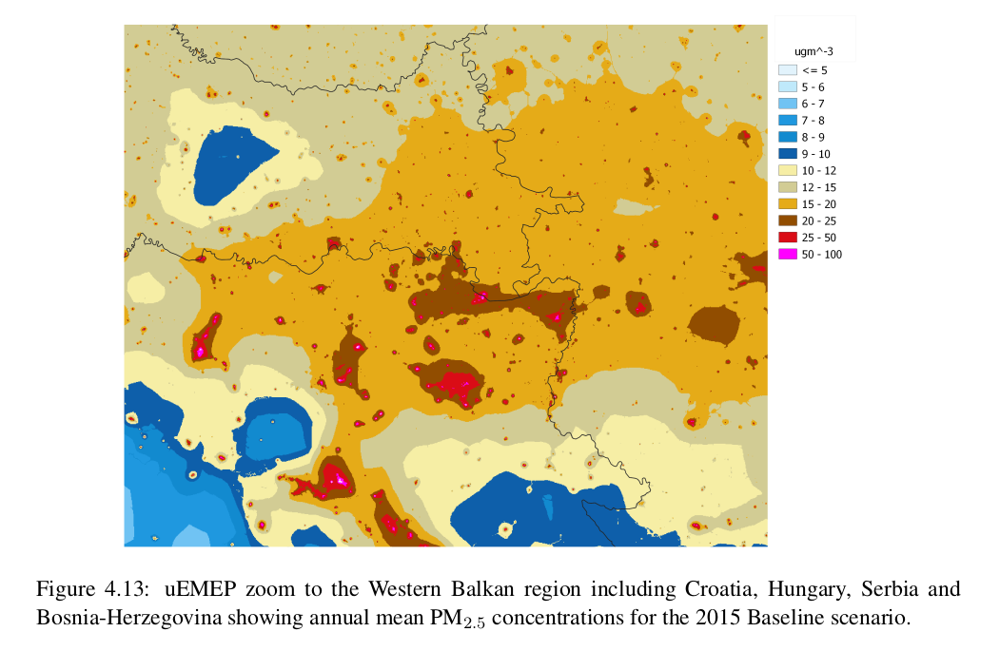 ugm^-3
<= 5
5 - 6
6 - 7
7 - 8
8 - 9
9 - 10
10 - 12
12 - 15
15 - 20
20 - 25
25 - 50
50 - 100
Figure 4.13: uEMEP zoom to the Western Balkan region including Croatia, Hungary, Serbia and
Bosnia-Herzegovina showing annual mean PM2.5 concentrations for the 2015 Baseline scenario.